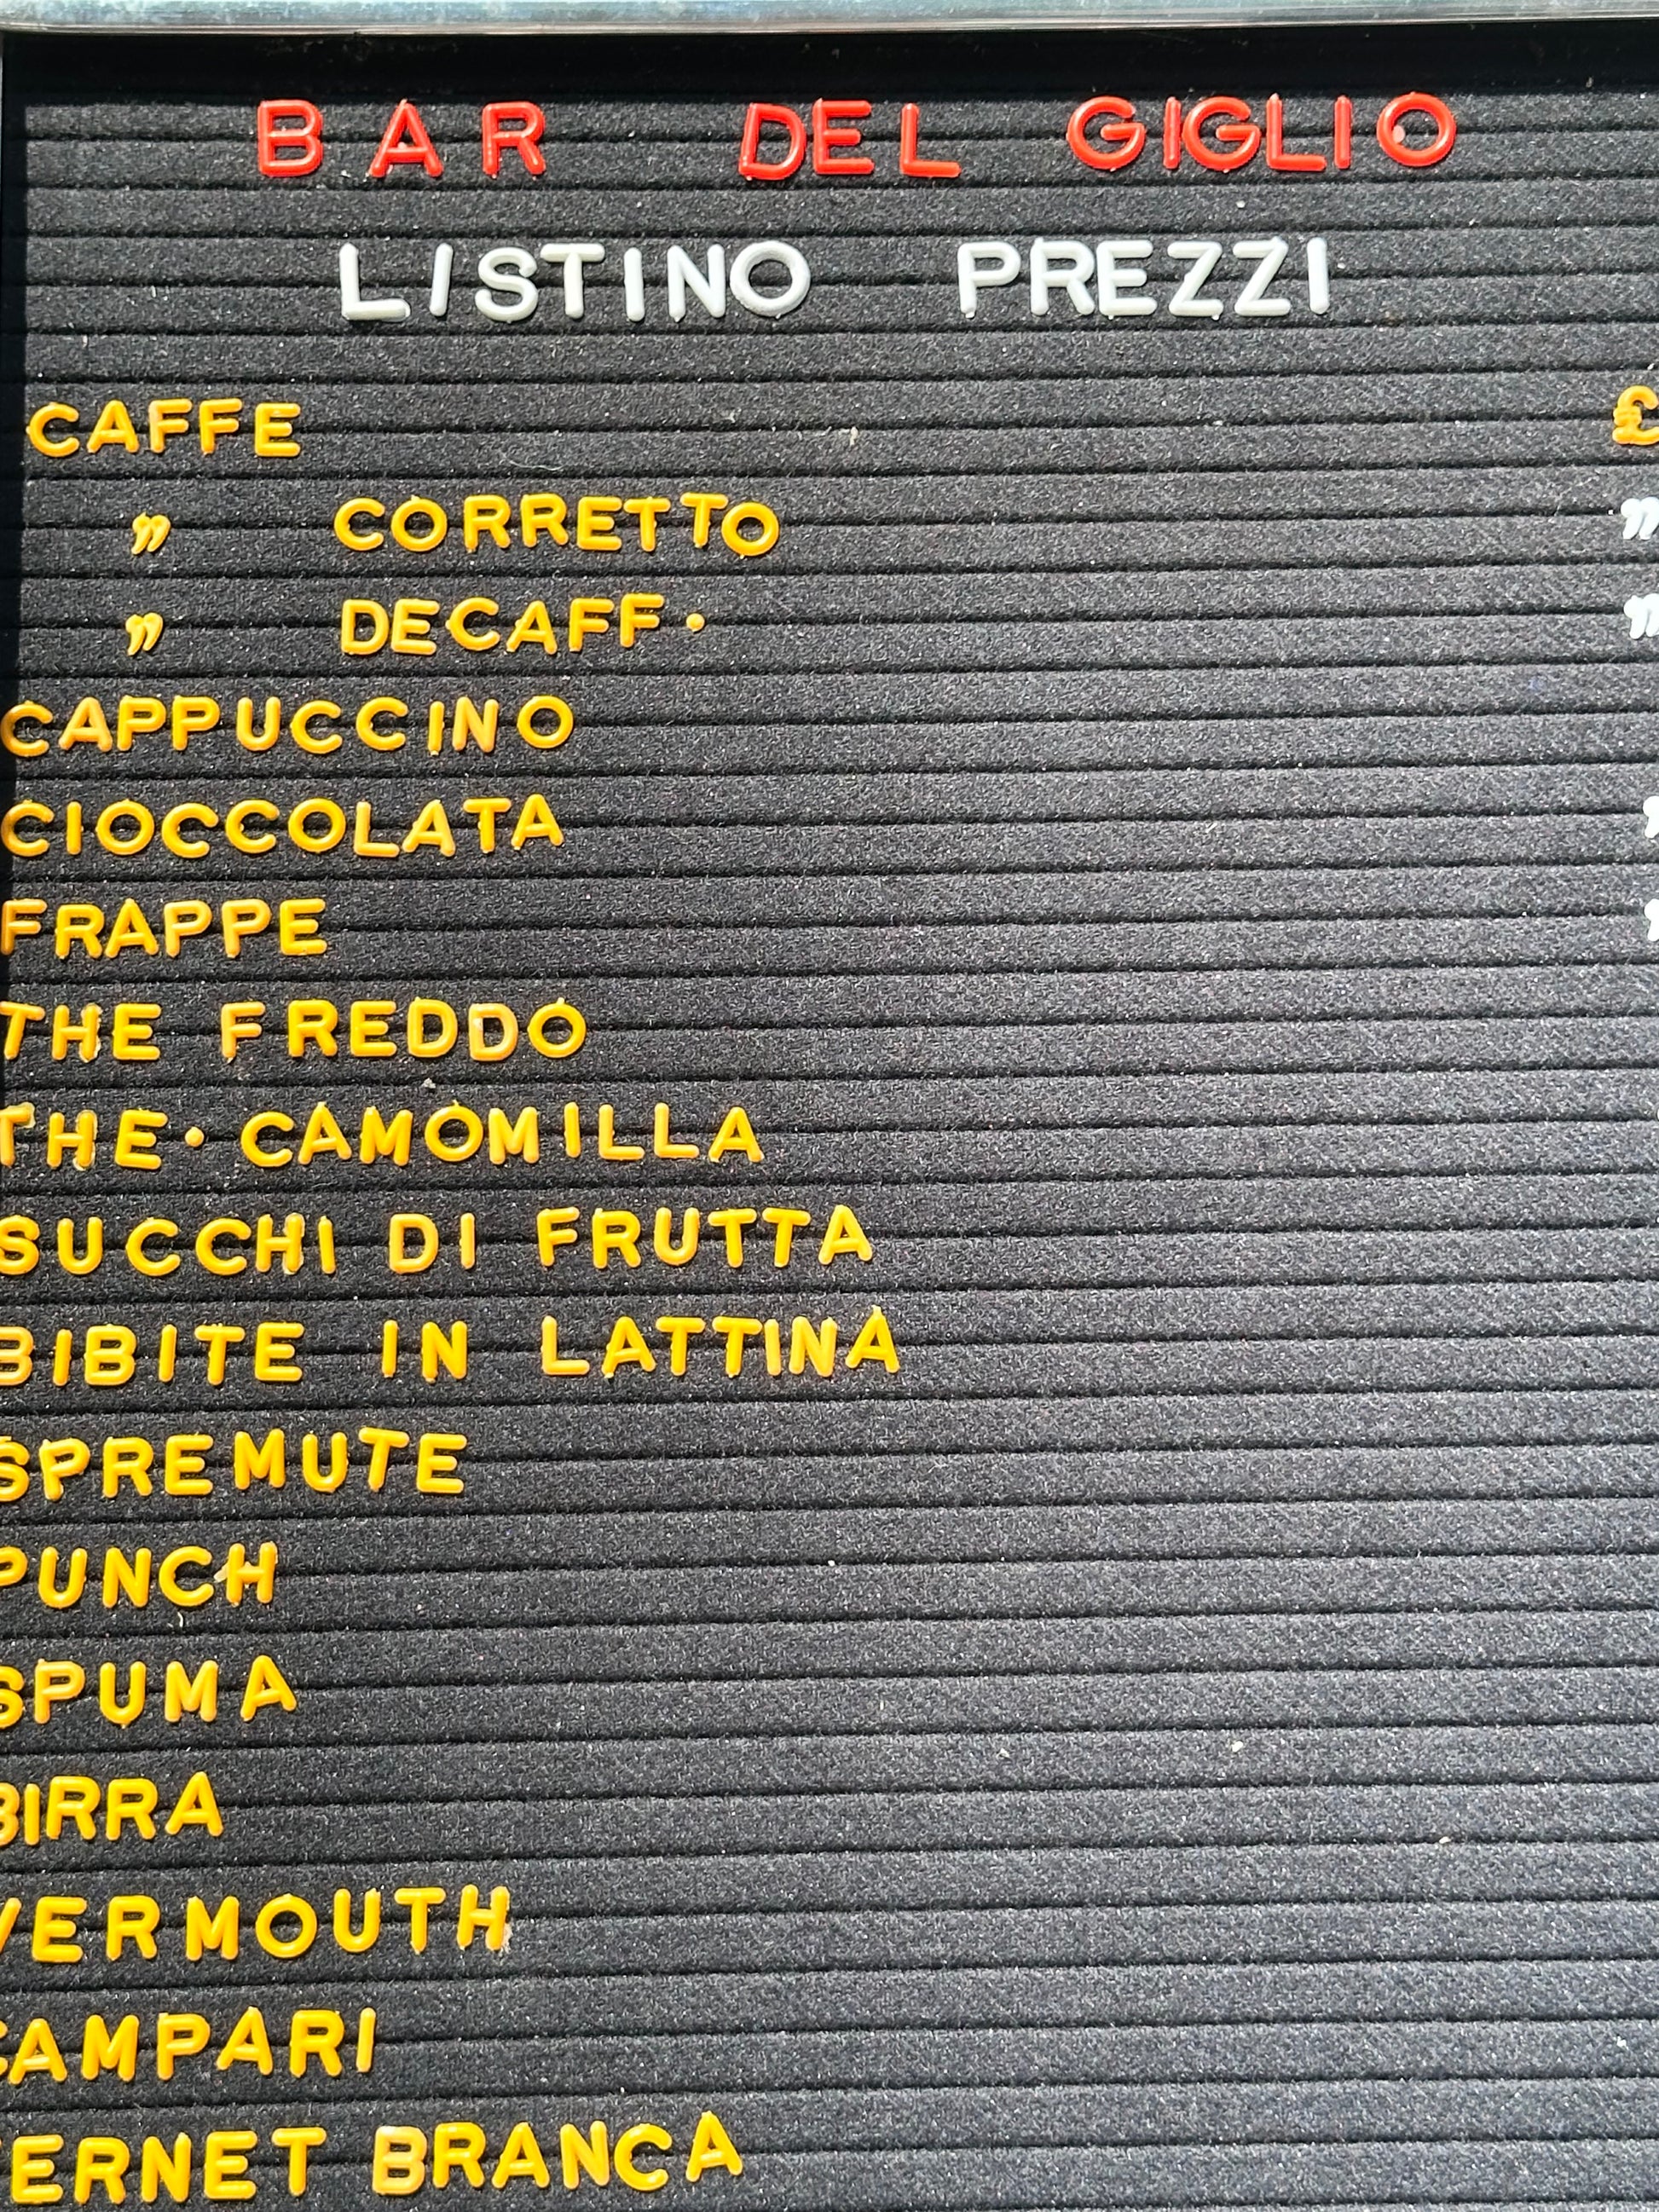 BAR DEL GIGLIO
LISTINO PREZZI
CAFFE £
" CORRETTO "
" DECAFF. "
CAPPUCCINO
CIOCCOLATA "
FRAPPE "
THE FREDDO
THE. CAMOMILLA
SUCCHI DI FRUTTA
BIBITE IN LATTINA
SPREMUTE
PUNCH
SPUMA
BIRRA
VERMOUTH
CAMPARI
FERNET BRANCA